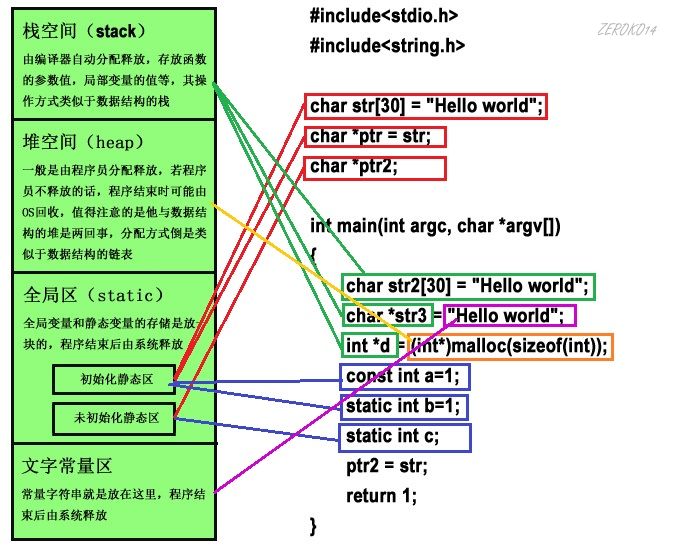 栈空间（stack）
由编译器自动分配释放，存放函数
的参数值，局部变量的值等，其操
作方式类似于数据结构的栈
堆空间（heap）
一般是由程序员分配释放，若程序
员不释放的话，程序结束时可能由
OS回收，值得注意的是他与数据结
构的堆是两回事，分配方式倒是类
似于数据结构的链表
全局区（static）
全局变量和静态变量的存储是放一
块的，程序结束后由系统释放
初始化静态区
未初始化静态区
文字常量区
常量字符串就是放在这里，程序结
束后由系统释放
ZEROKO14
#include<stdio.h>
#include<string.h>
char str[30] = "Hello world";
char *ptr = str;
char *ptr2;
int main(int argc, char *argv[])
{
char str2[30] = "Hello world";
char *str3 = "Hello world";
int *d = (int*)malloc(sizeof(int));
const int a=1;
static int b=1;
static int c;
ptr2 = str;
return 1;
}